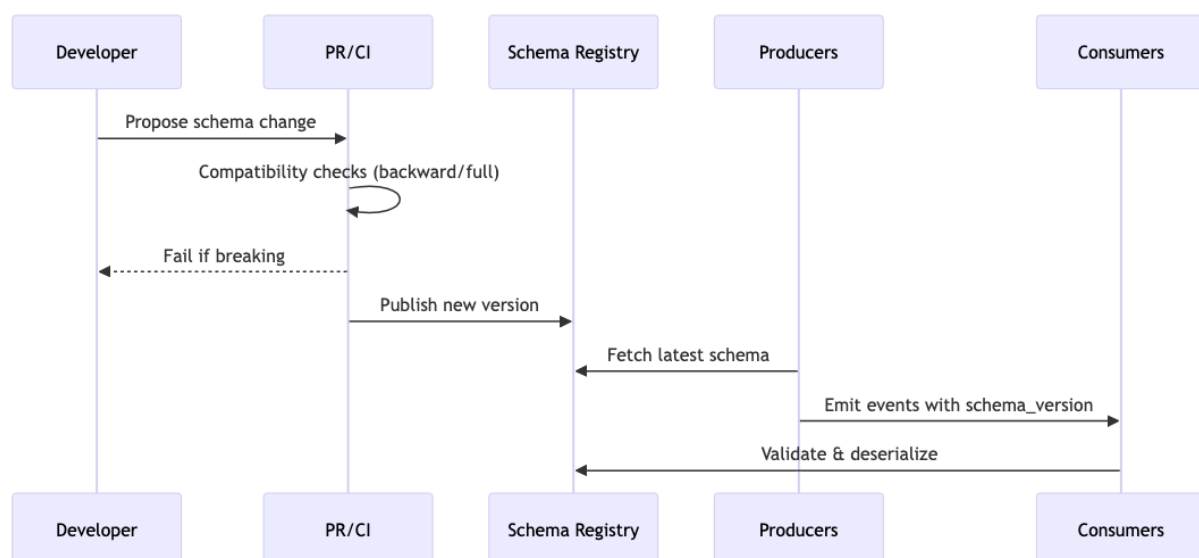 Developer
PR/CI
Schema Registry
Producers
Consumers
Propose schema change
Compatibility checks (backward/full)
Fail if breaking
Publish new version
Fetch latest schema
Emit events with schema_version
Validate & deserialize
Developer
PR/CI
Schema Registry
Producers
Consumers